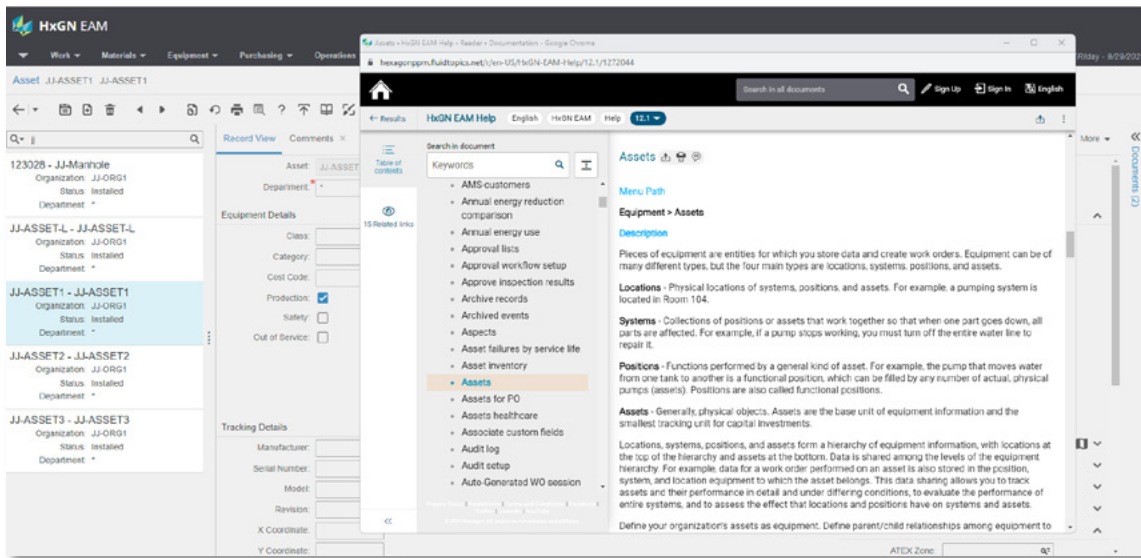 HxGN EAM
Work Materials Equipment Purchasing Operations
Asset JJ-ASSET1 JJ-ASSET1
jj
123028 - JJ-Manhole
Organization: JJ-ORG1
Status: Installed
Department: *
JJ-ASSET-L - JJ-ASSET-L
Organization: JJ-ORG1
Status: Installed
Department: *
JJ-ASSET1 - JJ-ASSET1
Organization: JJ-ORG1
Status: Installed
Department: *
JJ-ASSET2 - JJ-ASSET2
Organization: JJ-ORG1
Status: Installed
Department: *
JJ-ASSET3 - JJ-ASSET3
Organization: JJ-ORG1
Status: Installed
Department: *
Record View Comments ×
Asset: JJ-ASSET
Department: *
Equipment Details
Class:
Category:
Cost Code:
Production:
Safety:
Out of Service:
Tracking Details
Manufacturer:
Serial Number:
Model:
Revision:
X Coordinate:
Y Coordinate:
Assets - HxGN EAM Help - Reader - Documentation - Google Chrome
hexagonppm.fluidtopics.net/r/en-US/HxGN-EAM-Help/12.1/1272044
Search in all documents Sign Up Sign In English
Results HxGN EAM Help English HxGN EAM Help 12.1
Table of contents
15 Related links
Search in document
Keywords
AMS-customers
Annual energy reduction
comparison
Annual energy use
Approval lists
Approval workflow setup
Approve inspection results
Archive records
Archived events
Aspects
Asset failures by service life
Asset inventory
Assets
Assets for PO
Assets healthcare
Associate custom fields
Audit log
Audit setup
Auto-Generated WO session
Assets
Menu Path
Equipment > Assets
Description
Pieces of equipment are entities for which you store data and create work orders. Equipment can be of
many different types, but the four main types are locations, systems, positions, and assets.
Locations - Physical locations of systems, positions, and assets. For example, a pumping system is
located in Room 104.
Systems - Collections of positions or assets that work together so that when one part goes down, all
parts are affected. For example, if a pump stops working, you must turn off the entire water line to
repair it.
Positions - Functions performed by a general kind of asset. For example, the pump that moves water
from one tank to another is a functional position, which can be filled by any number of actual, physical
pumps (assets). Positions are also called functional positions.
Assets - Generally, physical objects. Assets are the base unit of equipment information and the
smallest tracking unit for capital investments.
Locations, systems, positions, and assets form a hierarchy of equipment information, with locations at
the top of the hierarchy and assets at the bottom. Data is shared among the levels of the equipment
hierarchy. For example, data for a work order performed on an asset is also stored in the position,
system, and location equipment to which the asset belongs. This data sharing allows you to track
assets and their performance in detail and under differing conditions, to evaluate the performance of
entire systems, and to assess the effect that locations and positions have on systems and assets.
Define your organization's assets as equipment. Define parent/child relationships among equipment to
Friday - 9/29/202
More
Documents (2)
ATEX Zone: